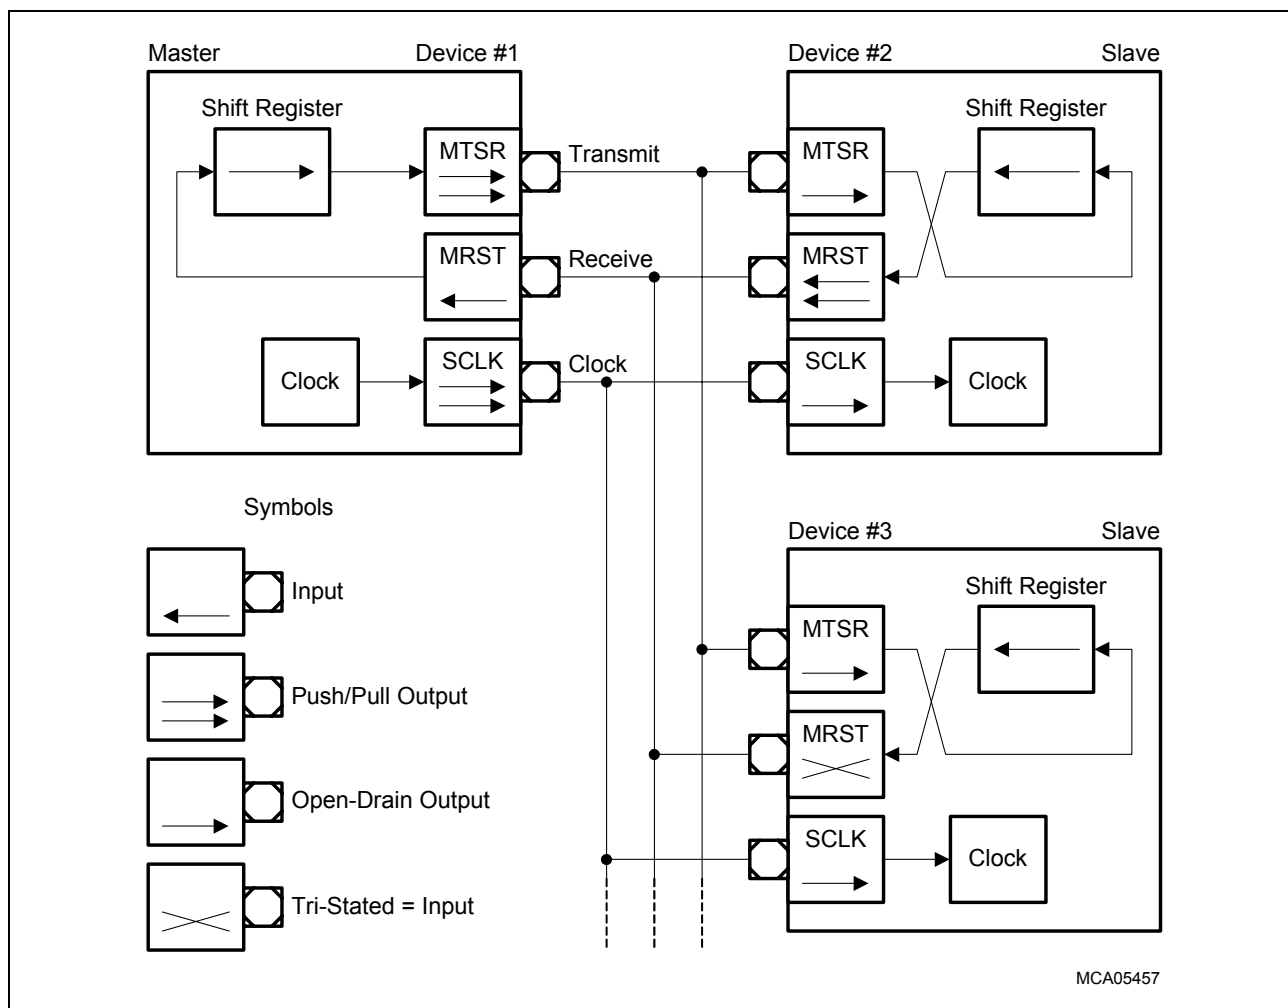 Master Device #1
Shift Register
MTSR
Transmit
MRST
Receive
Clock
SCLK
Clock
Device #2 Slave
MTSR
Shift Register
MRST
SCLK
Clock
Symbols
Input
Push/Pull Output
Open-Drain Output
Tri-Stated = Input
Device #3 Slave
Shift Register
MTSR
MRST
SCLK
Clock
MCA05457